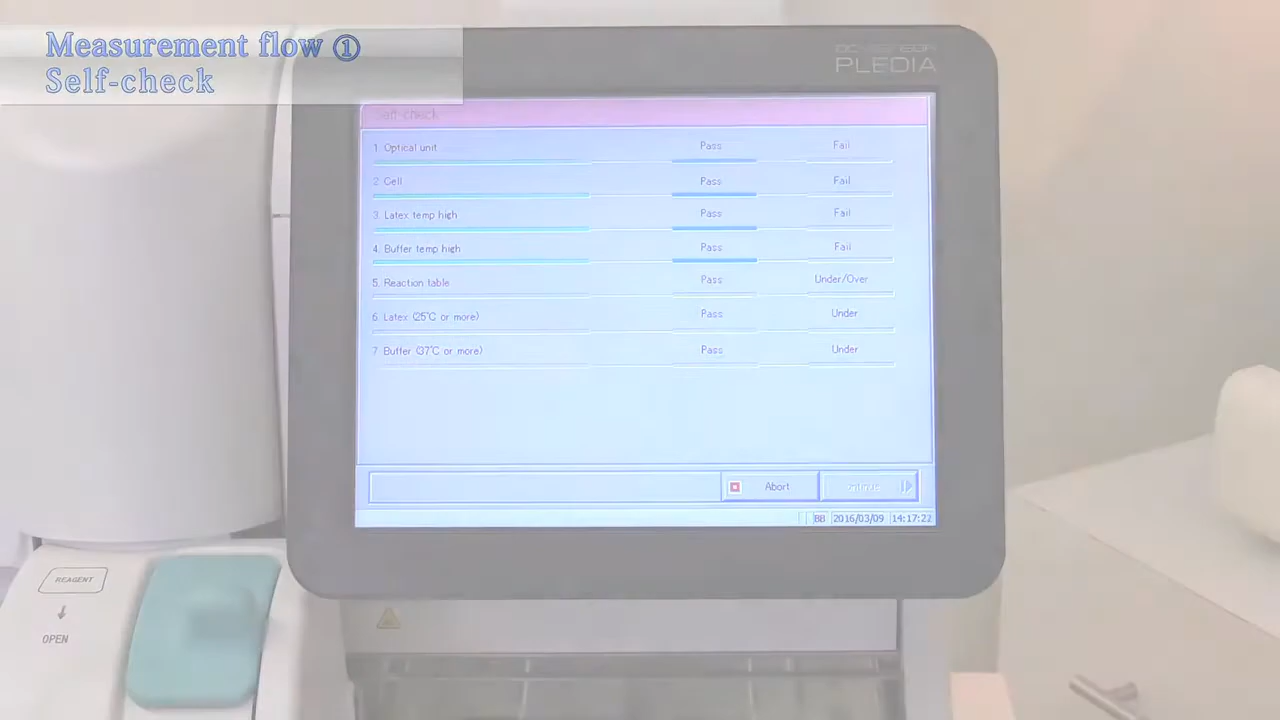 Measurement flow ①
Self-check
PLEDIA
Self-check
1. Optical unit Pass Fail
2. Cell Pass Fail
3. Latex temp high Pass Fail
4. Buffer temp high Pass Fail
5. Reaction table Pass Under/Over
6. Latex (25℃ or more) Pass Under
7. Buffer (37℃ or more) Pass Under
Abort Continue
BB 2016/03/09 14:17:22
REAGENT
OPEN